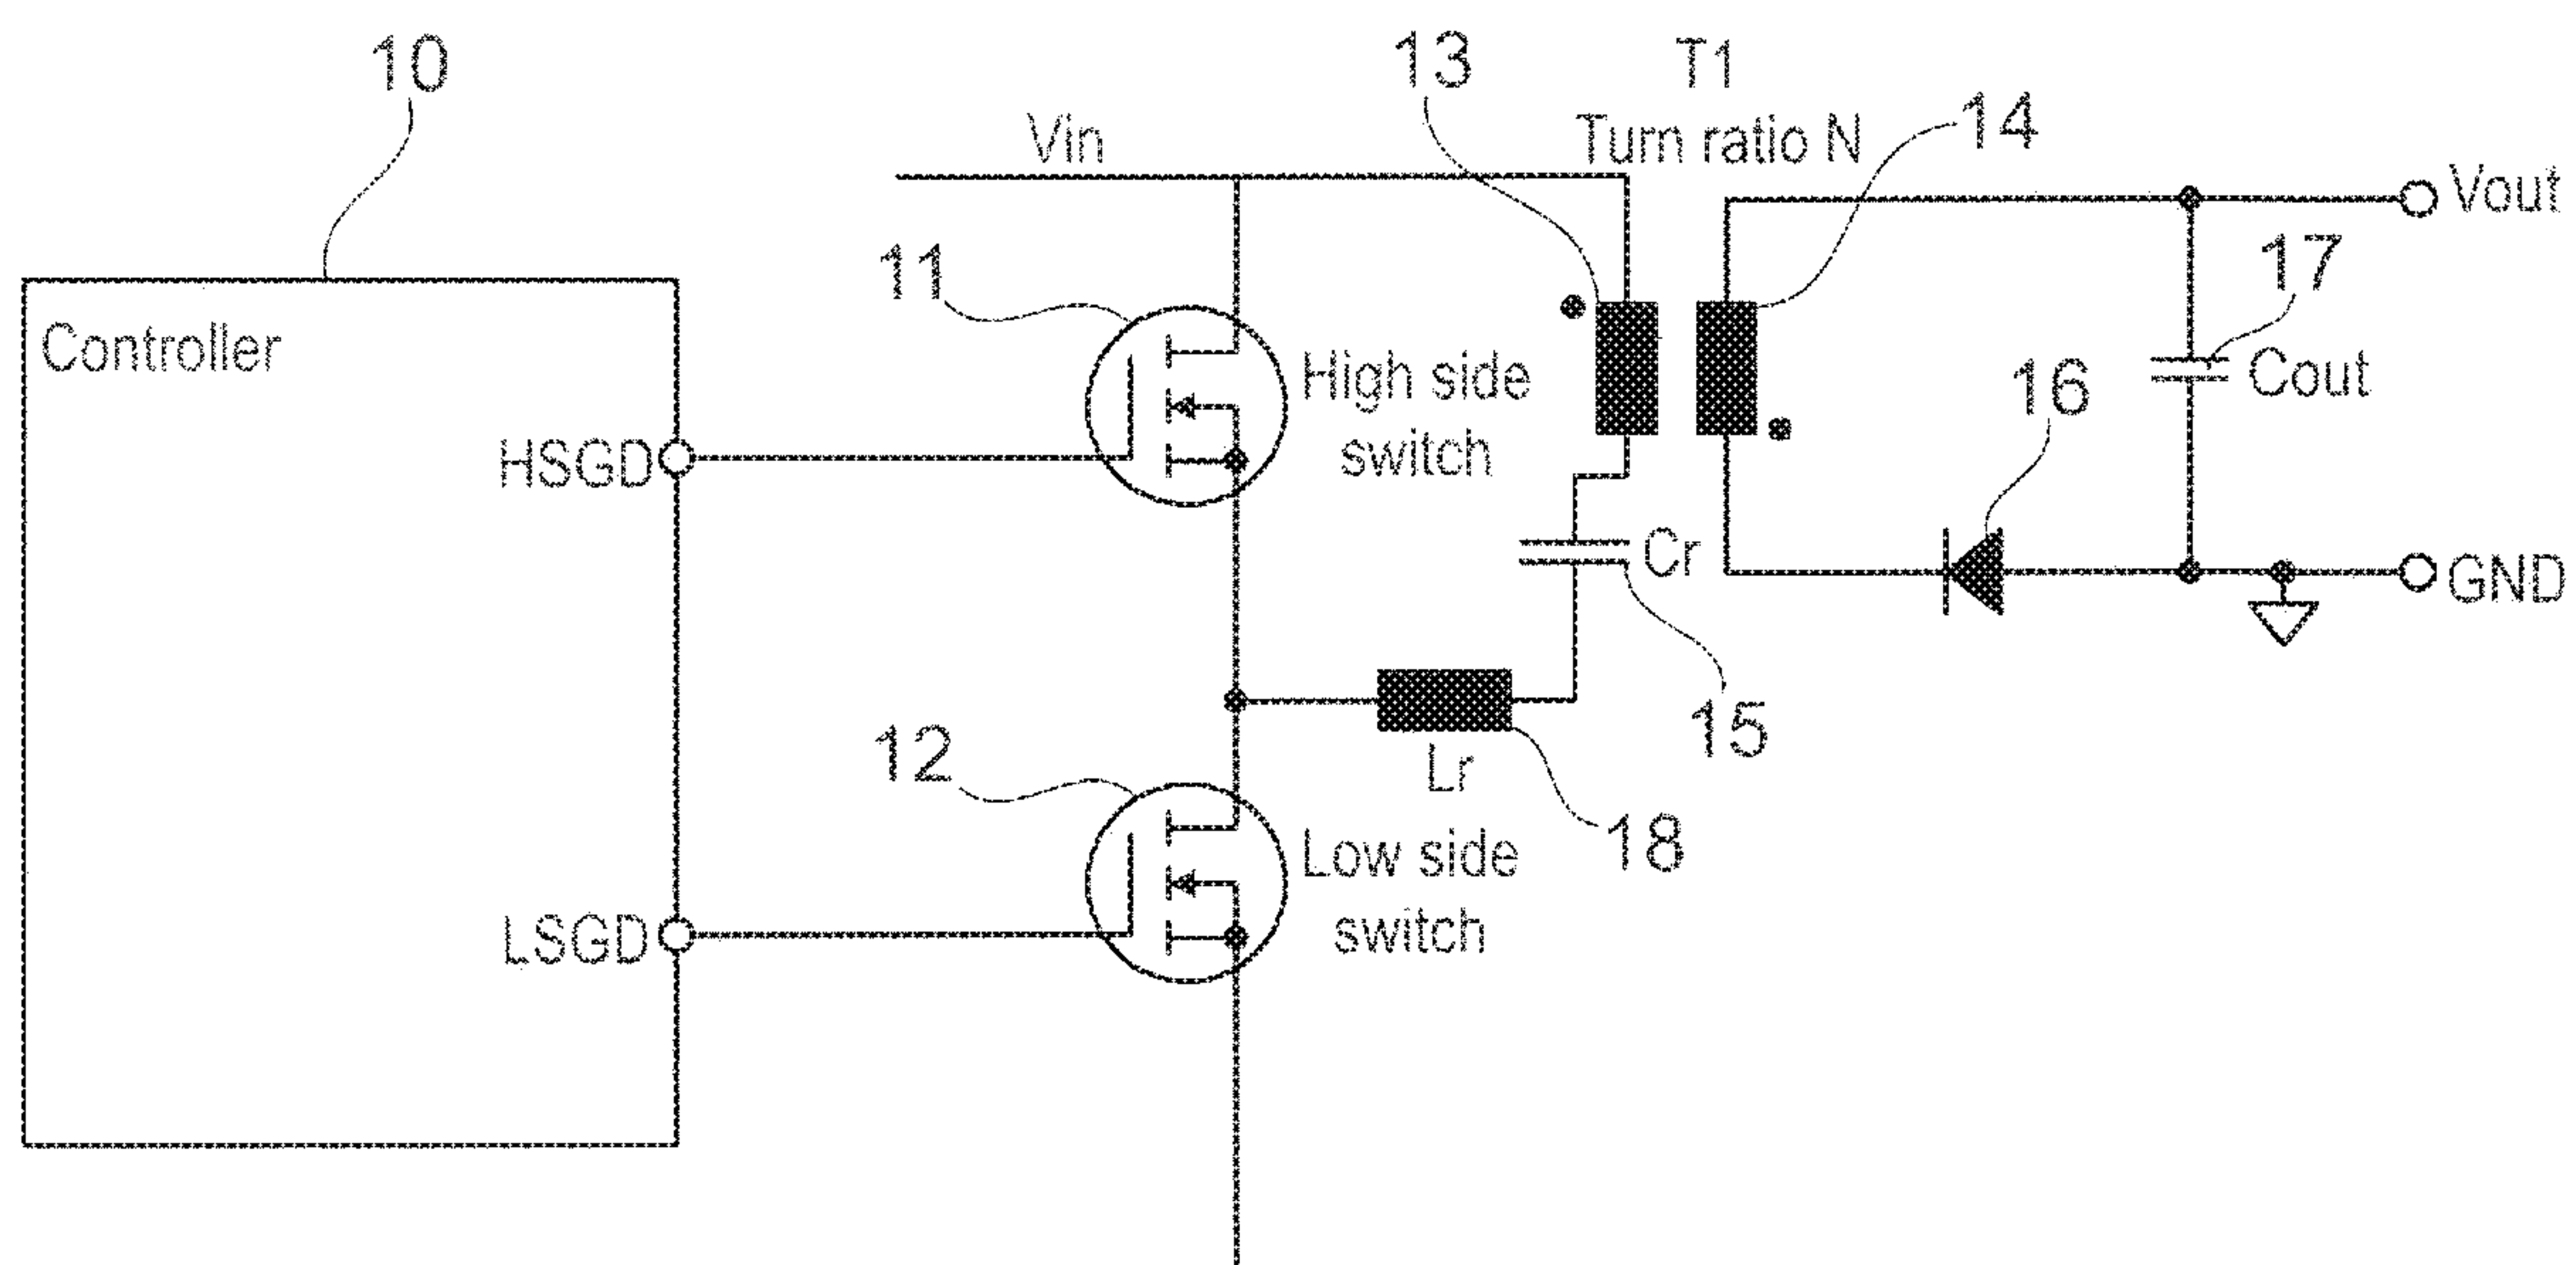 10
13
T1
Turn ratio N
14
Vin
Vout
17
11
Controller
High side
switch
16
Cout
HSGD
Cr
GND
15
12
Lr
18
Low side
switch
LSGD